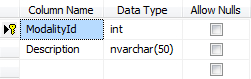 Column Name Data Type Allow Nulls
ModalityId int
Description nvarchar(50)